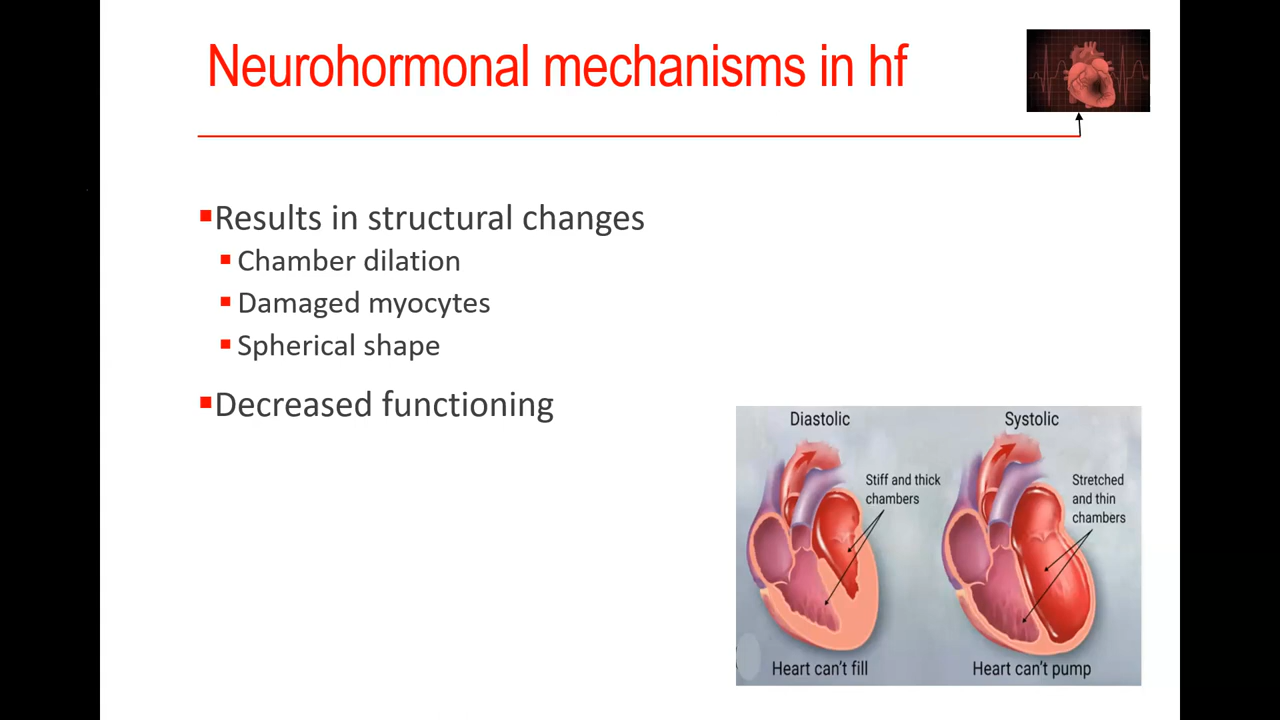 Neurohormonal mechanisms in hf
Results in structural changes
Chamber dilation
Damaged myocytes
Spherical shape
Decreased functioning
Diastolic
Systolic
Stiff and thick
chambers
Stretched
and thin
chambers
Heart can't fill
Heart can't pump